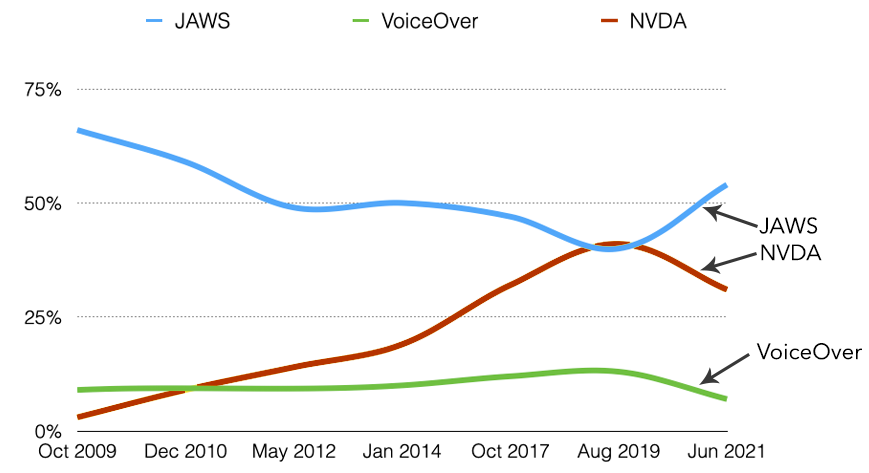 JAWS VoiceOver NVDA
75%
50%
JAWS
NVDA
25%
VoiceOver
0%
Oct 2009 Dec 2010 May 2012 Jan 2014 Oct 2017 Aug 2019 Jun 2021